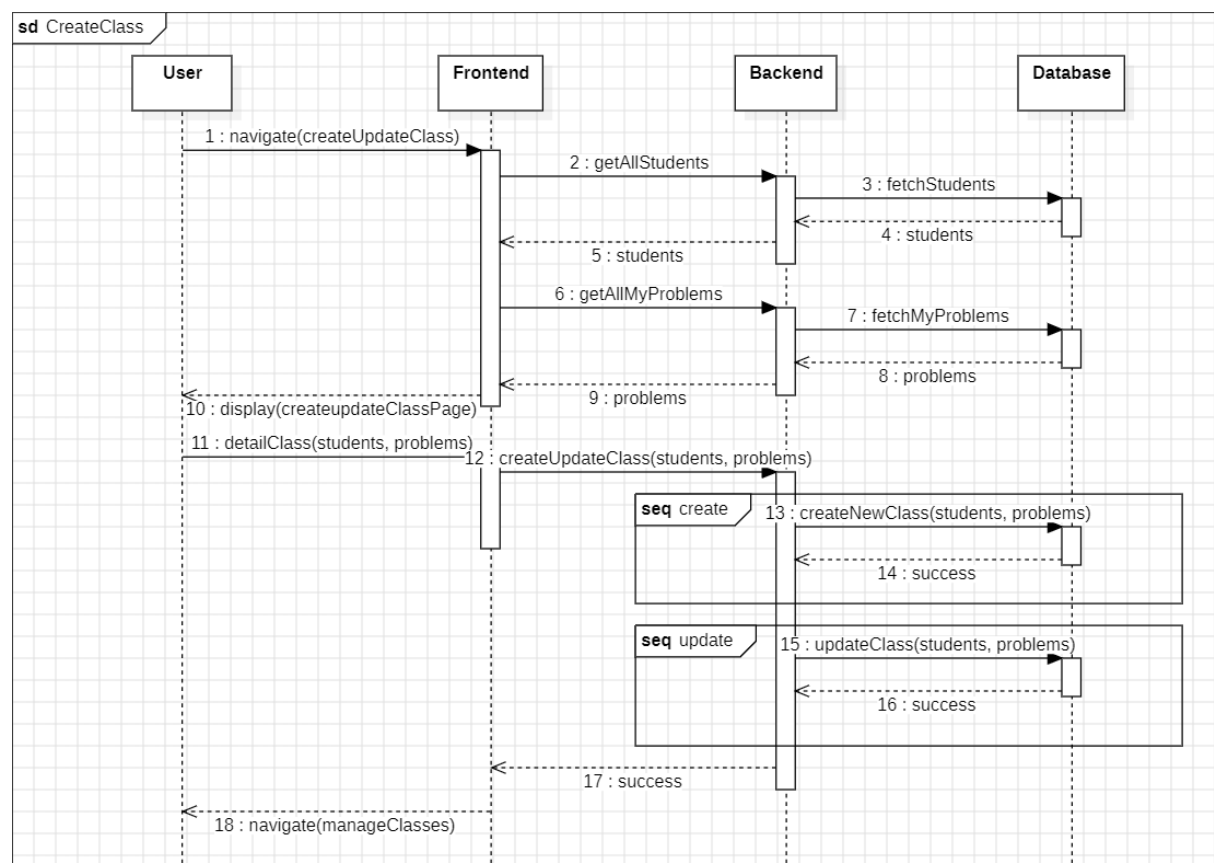 sd CreateClass
User
Frontend
Backend
Database
1 : navigate(createUpdateClass)
2 : getAllStudents
3 : fetchStudents
4 : students
5 : students
6 : getAllMyProblems
7 : fetchMyProblems
8 : problems
9 : problems
10 : display(createupdateClassPage)
11 : detailClass(students, problems)
12 : createUpdateClass(students, problems)
seq create
13 : createNewClass(students, problems)
14 : success
seq update
15 : updateClass(students, problems)
16 : success
17 : success
18 : navigate(manageClasses)